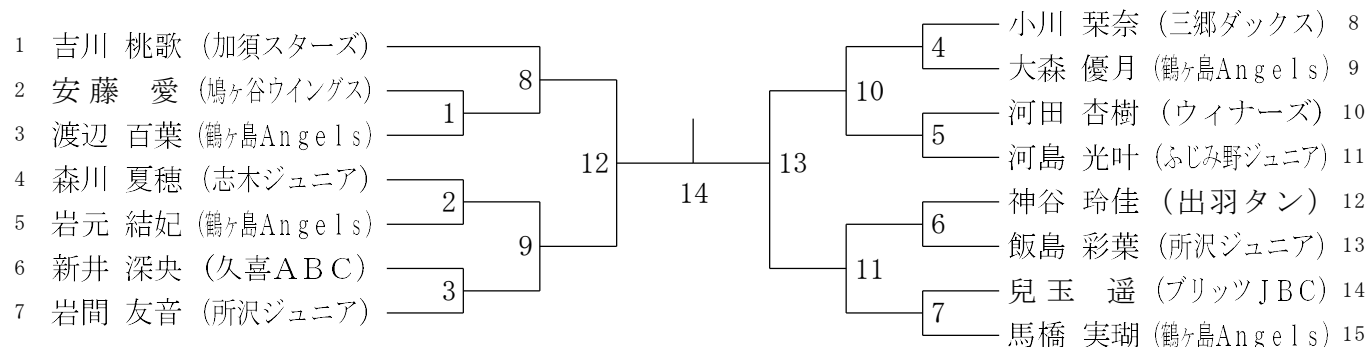 1 吉川 桃歌 (加須スターズ)
2 安藤 愛 (鳩ヶ谷ウイングス)
3 渡辺 百葉 (鶴ヶ島Angels)
4 森川 夏穂 (志木ジュニア)
5 岩元 結妃 (鶴ヶ島Angels)
6 新井 深央 (久喜ABC)
7 岩間 友音 (所沢ジュニア)
8
1
2
9
3
12
14
13
10
4
5
11
6
7
小川 栞奈 (三郷ダックス) 8
大森 優月 (鶴ヶ島Angels) 9
河田 杏樹 (ウィナーズ) 10
河島 光叶 (ふじみ野ジュニア) 11
神谷 玲佳 (出羽タン) 12
飯島 彩葉 (所沢ジュニア) 13
兒玉 遥 (ブリッツJBC) 14
馬橋 実瑚 (鶴ヶ島Angels) 15